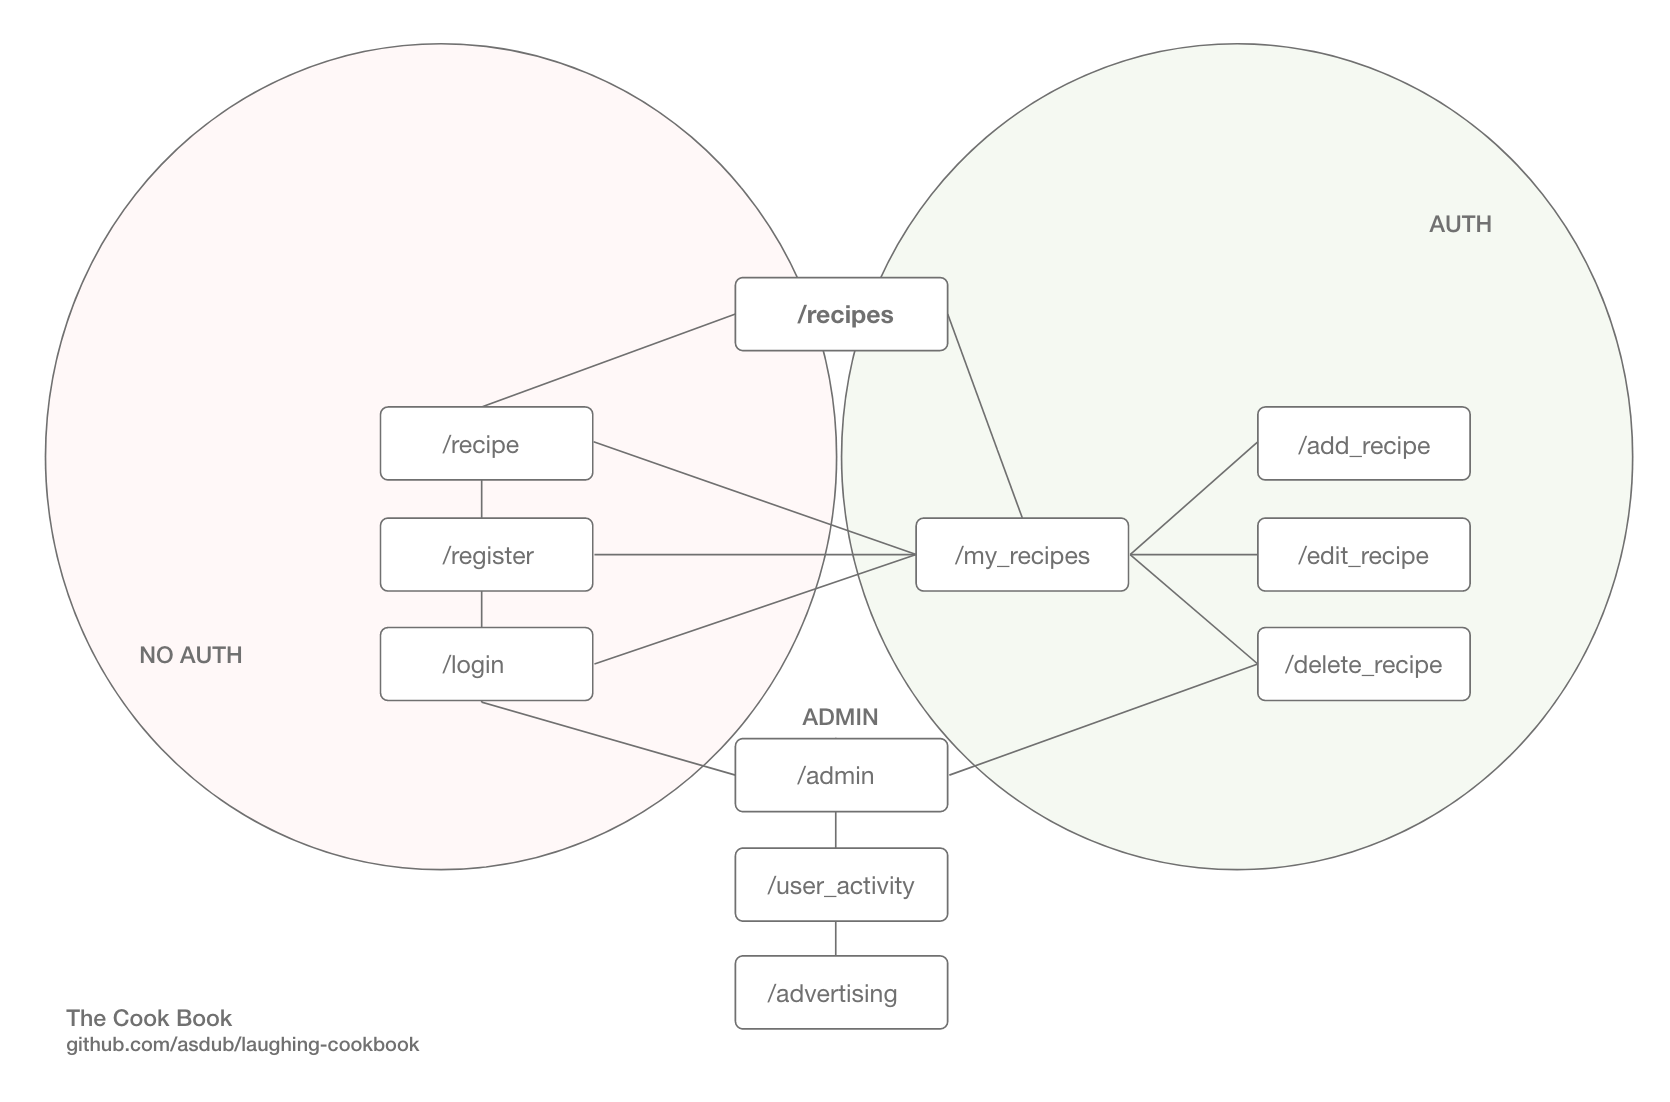 AUTH
/recipes
/recipe
/add_recipe
/register
/my_recipes
/edit_recipe
NO AUTH
/login
/delete_recipe
ADMIN
/admin
/user_activity
/advertising
The Cook Book
github.com/asdub/laughing-cookbook